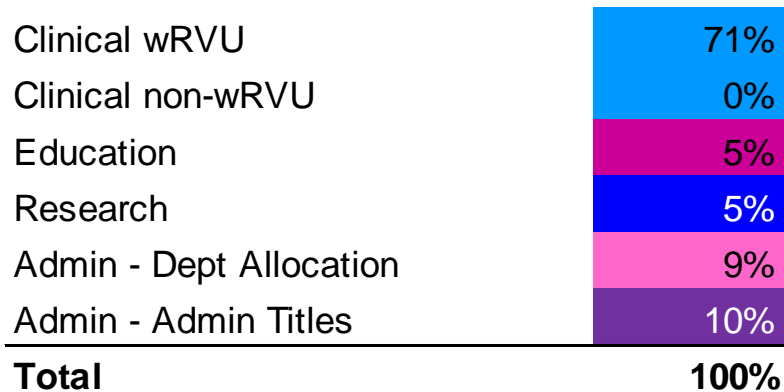 Clinical wRVU 71%
Clinical non-wRVU 0%
Education 5%
Research 5%
Admin - Dept Allocation 9%
Admin - Admin Titles 10%
Total 100%